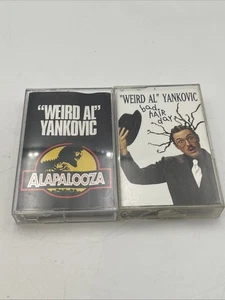 "WEIRD AL"
YANKOVIC
ALAPALOOZA
"WEIRD AL" YANKOVIC
bad
HAIR
day